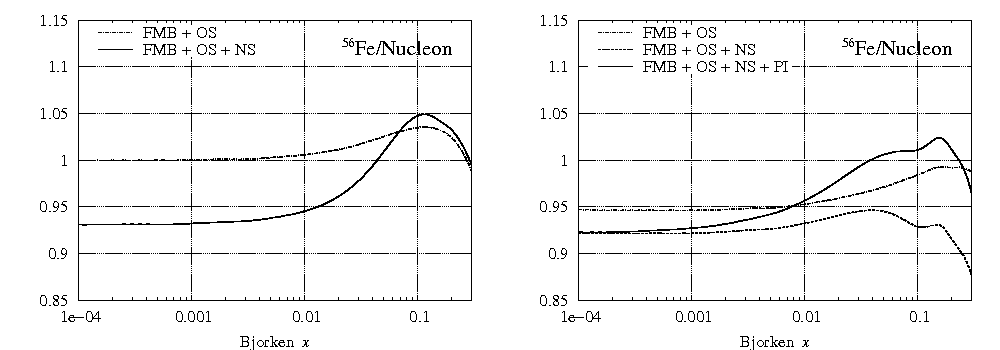 1.15
1.1
1.05
1
0.95
0.9
0.85
FMB + OS
FMB + OS + NS
⁵⁶Fe/Nucleon
1e−04 0.001 0.01 0.1
Bjorken x
1.15
1.1
1.05
1
0.95
0.9
0.85
FMB + OS
FMB + OS + NS
FMB + OS + NS + PI
⁵⁶Fe/Nucleon
1e−04 0.001 0.01 0.1
Bjorken x